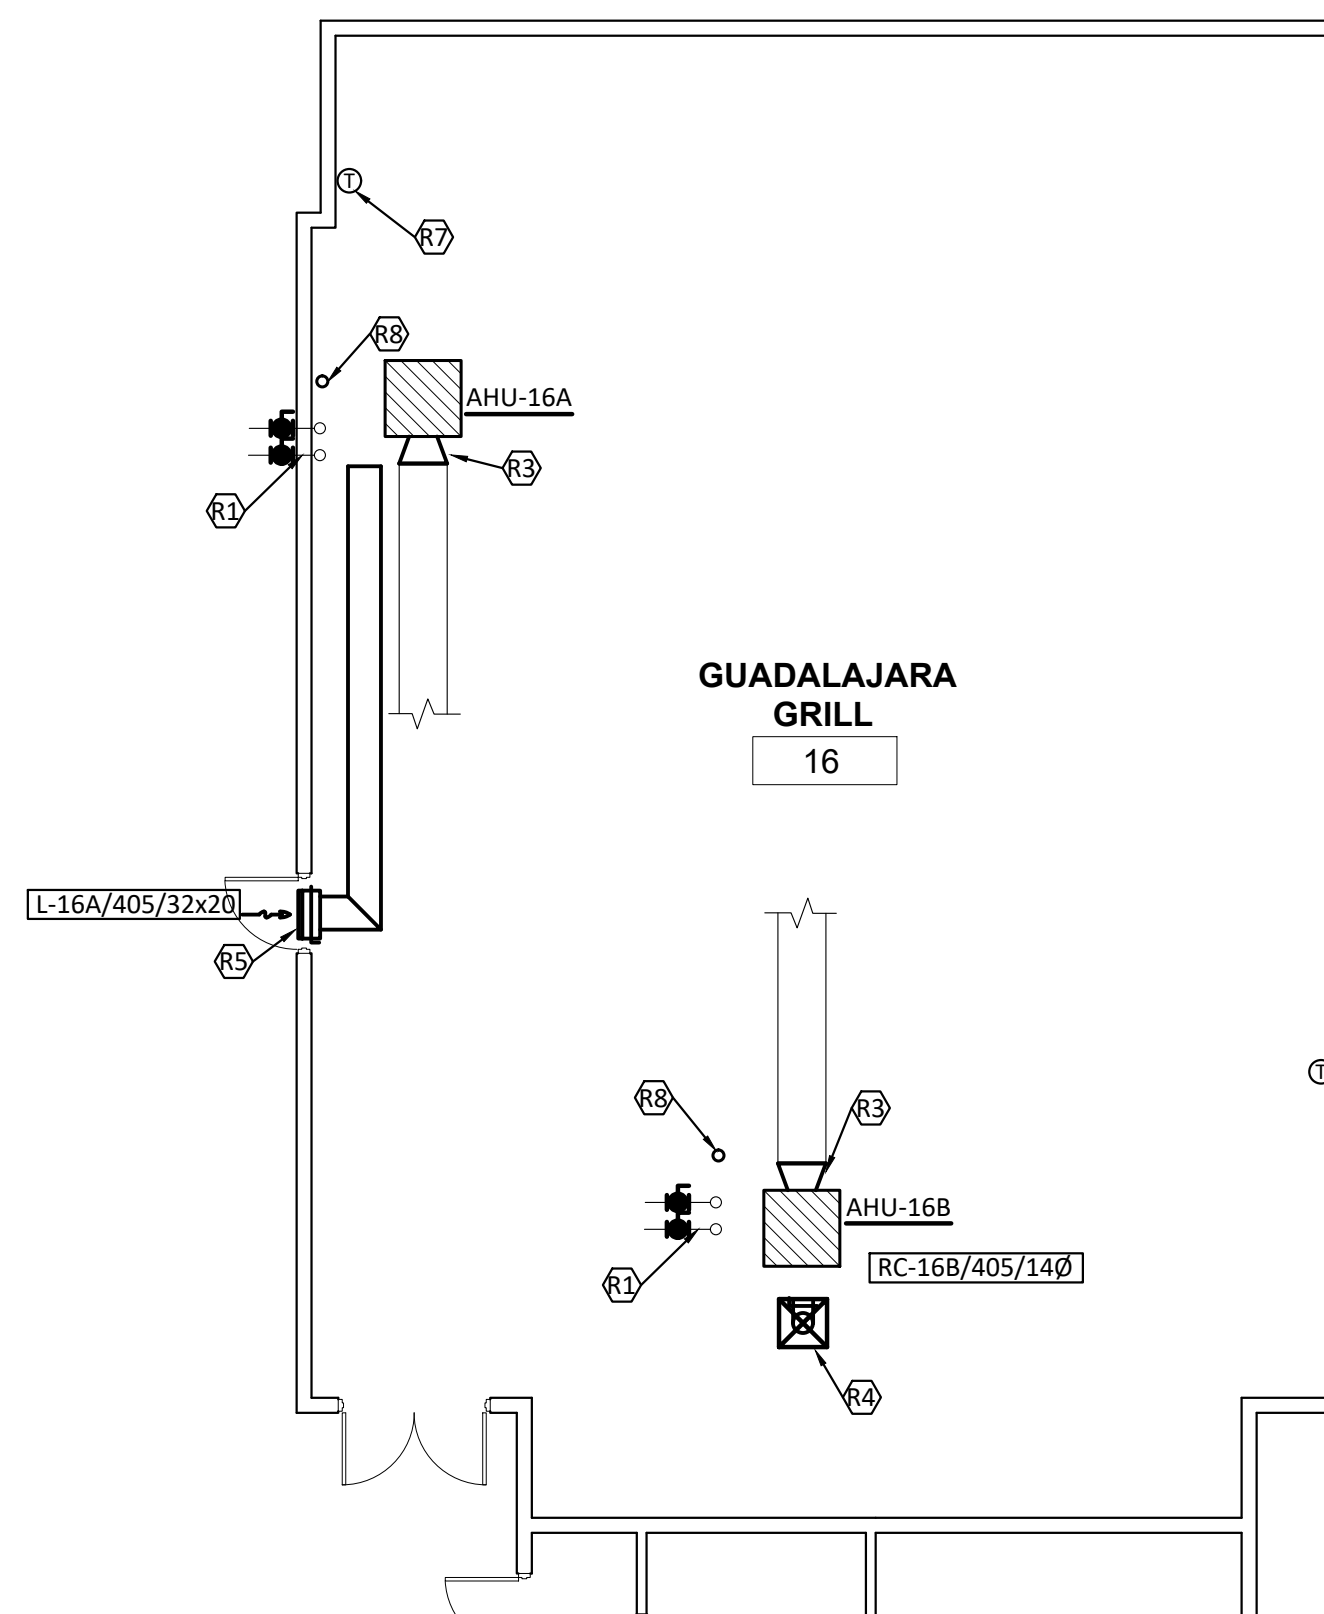 T
R7
R8
AHU-16A
R3
R1
GUADALAJARA
GRILL
16
L-16A/405/32x20
R5
T
R8
R3
AHU-16B
RC-16B/405/14Ø
R1
R4